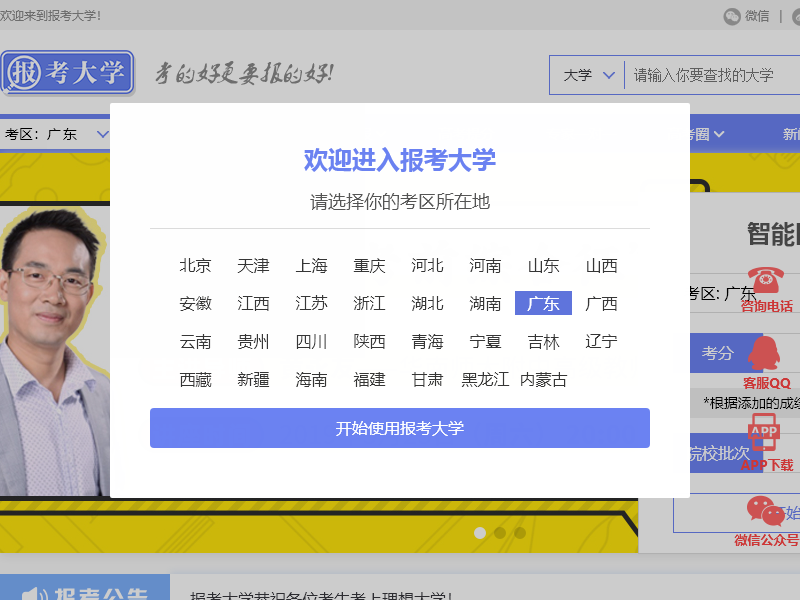 欢迎来到报考大学!
微信 |
报考大学
考的好更要报的好!
大学
请输入你要查找的大学
考区：广东
考圈
新
欢迎进入报考大学
请选择你的考区所在地
北京 天津 上海 重庆 河北 河南 山东 山西
安徽 江西 江苏 浙江 湖北 湖南 广东 广西
云南 贵州 四川 陕西 青海 宁夏 吉林 辽宁
西藏 新疆 海南 福建 甘肃 黑龙江 内蒙古
开始使用报考大学
智能
考区: 广东
咨询电话
考分
客服QQ
*根据添加的成
APP
院校批次
APP下载
始
微信公众号
报考公告
报考大学恭祝各位考生考上理想大学!